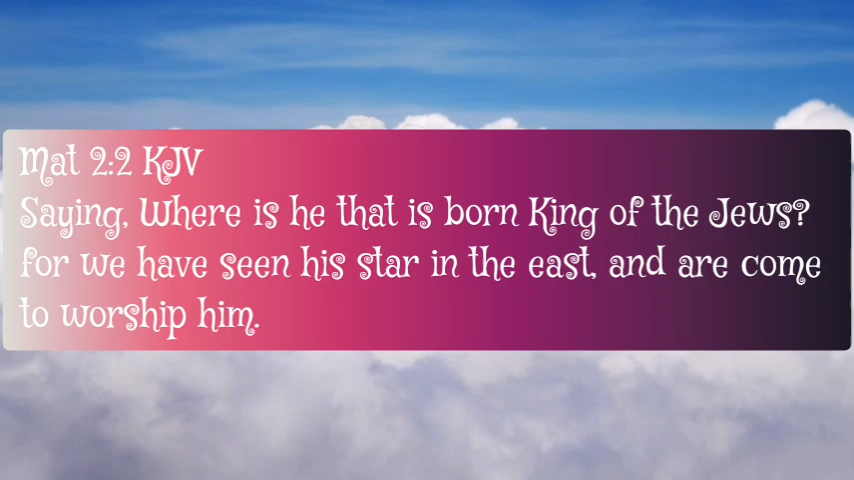 Mat 2:2 KJV
Saying, Where is he that is born King of the Jews?
for we have seen his star in the east, and are come
to worship him.